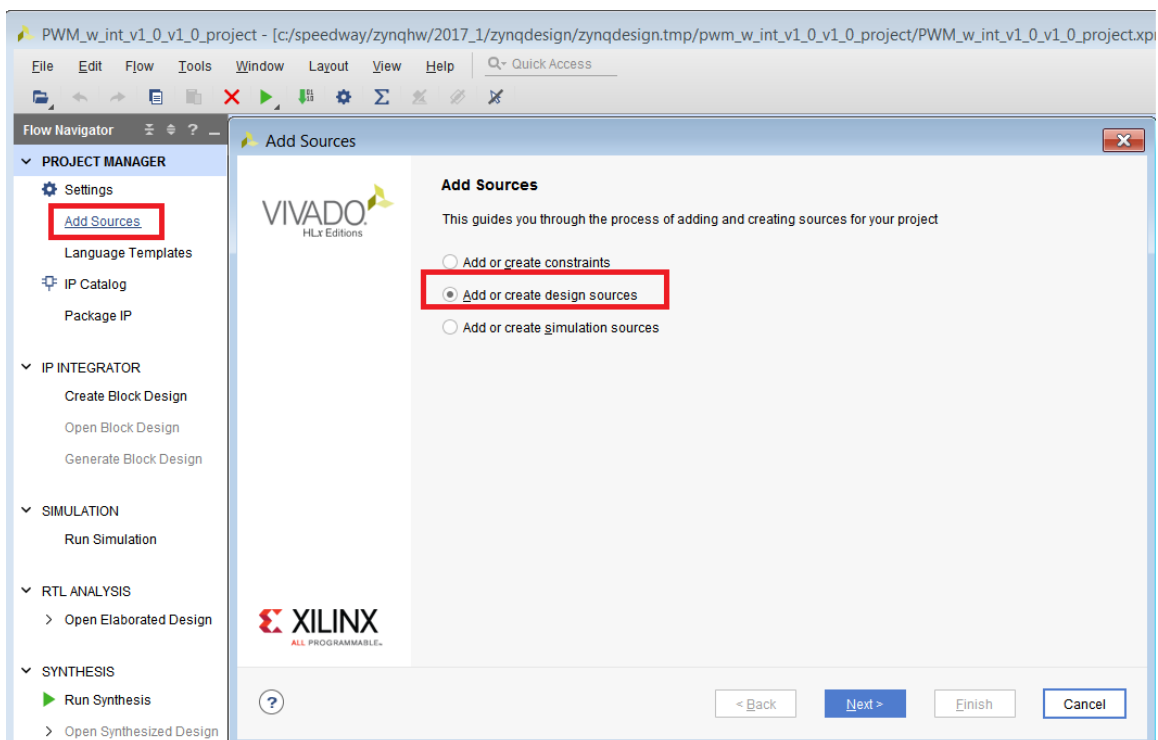 PWM_w_int_v1_0_v1_0_project - [c:/speedway/zynqhw/2017_1/zynqdesign/zynqdesign.tmp/pwm_w_int_v1_0_v1_0_project/PWM_w_int_v1_0_v1_0_project.xpr
File Edit Flow Tools Window Layout View Help Quick Access
Flow Navigator
PROJECT MANAGER
Settings
Add Sources
Language Templates
IP Catalog
Package IP
IP INTEGRATOR
Create Block Design
Open Block Design
Generate Block Design
SIMULATION
Run Simulation
RTL ANALYSIS
Open Elaborated Design
SYNTHESIS
Run Synthesis
Open Synthesized Design
Add Sources
VIVADO
HLx Editions
Add Sources
This guides you through the process of adding and creating sources for your project
Add or create constraints
Add or create design sources
Add or create simulation sources
XILINX
ALL PROGRAMMABLE™
? < Back Next > Finish Cancel